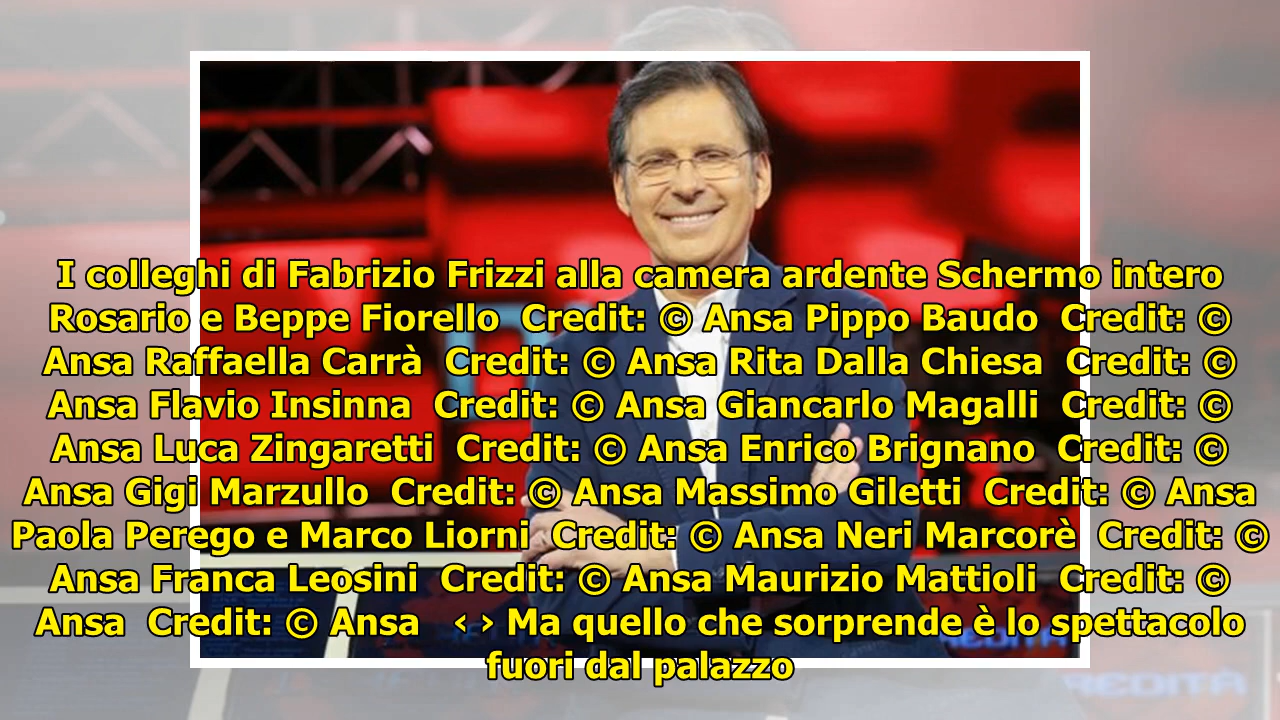 I colleghi di Fabrizio Frizzi alla camera ardente Schermo intero
Rosario e Beppe Fiorello  Credit: © Ansa Pippo Baudo  Credit: ©
Ansa Raffaella Carrà  Credit: © Ansa Rita Dalla Chiesa  Credit: ©
Ansa Flavio Insinna  Credit: © Ansa Giancarlo Magalli  Credit: ©
Ansa Luca Zingaretti  Credit: © Ansa Enrico Brignano  Credit: ©
Ansa Gigi Marzullo  Credit: © Ansa Massimo Giletti  Credit: © Ansa
Paola Perego e Marco Liorni  Credit: © Ansa Neri Marcorè  Credit: ©
Ansa Franca Leosini  Credit: © Ansa Maurizio Mattioli  Credit: ©
Ansa  Credit: © Ansa   ‹ › Ma quello che sorprende è lo spettacolo
fuori dal palazzo
REDITÀ